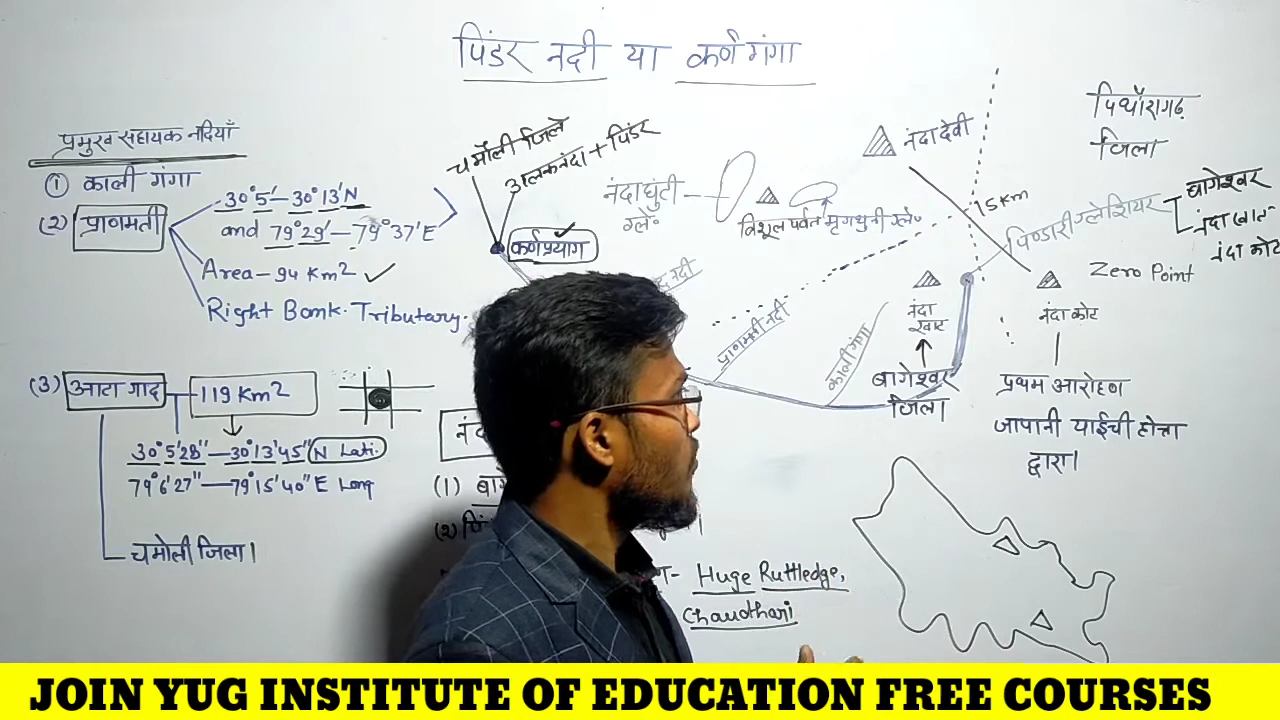 पिंडर नदी या कर्ण गंगा
प्रमुख सहायक नदियाँ
① काली गंगा
(२) प्राणमती
30°5'-30°13'N
and 79°29'-79°37'E
Area-94 Km2 ✓
Right Bank. Tributary.
(3) आटा गाद 119 Km2
30°5'28"-30°13'45" N Lati.
79°6'27"-79°15'40" E Long
चमोली जिला।
चमोली जिले
अलकनंदा+पिंडर
कर्णप्रयाग
नंदाघुंटी
ग्ले॰
त्रिशूल पर्वत
मृगथुनी ग्ले॰
नंदादेवी
पिथौरागढ़
जिला
15 Km
पिण्डारी ग्लेशियर
बागेश्वर
नंदा
नंदा कोट
Zero Point
नदी
प्राणमती नदी
काली गंगा
नंदा
खाट
बागेश्वर
जिला
नंदा कोट
प्रथम आरोहण
जापानी याईची होत्ता
द्वारा।
(1)
(२)
Huge Ruttledge,
Chaudhari
JOIN YUG INSTITUTE OF EDUCATION FREE COURSES